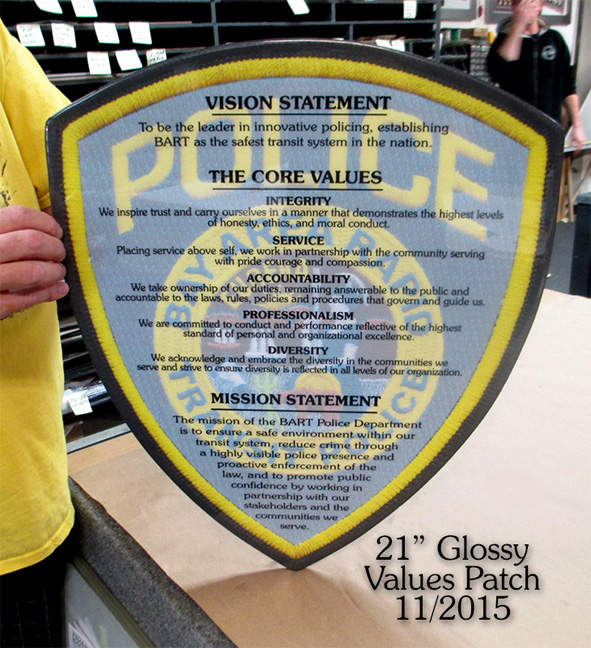 VISION STATEMENT
To be the leader in innovative policing, establishing
BART as the safest transit system in the nation.
THE CORE VALUES
INTEGRITY
We inspire trust and carry ourselves in a manner that demonstrates the highest levels
of honesty, ethics, and moral conduct.
SERVICE
Placing service above self, we work in partnership with the community serving
with pride courage and compassion.
ACCOUNTABILITY
We take ownership of our duties, remaining answerable to the public and
accountable to the laws, rules, policies and procedures that govern and guide us.
PROFESSIONALISM
We are committed to conduct and performance reflective of the highest
standard of personal and organizational excellence.
DIVERSITY
We acknowledge and embrace the diversity in the communities we
serve and strive to ensure diversity is reflected in all levels of our organization.
MISSION STATEMENT
The mission of the BART Police Department
is to ensure a safe environment within our
transit system, reduce crime through
a highly visible police presence and
proactive enforcement of the
law, and to promote public
confidence by working in
partnership with our
stakeholders and the
communities we
serve.
POLICE
21” Glossy
Values Patch
11/2015